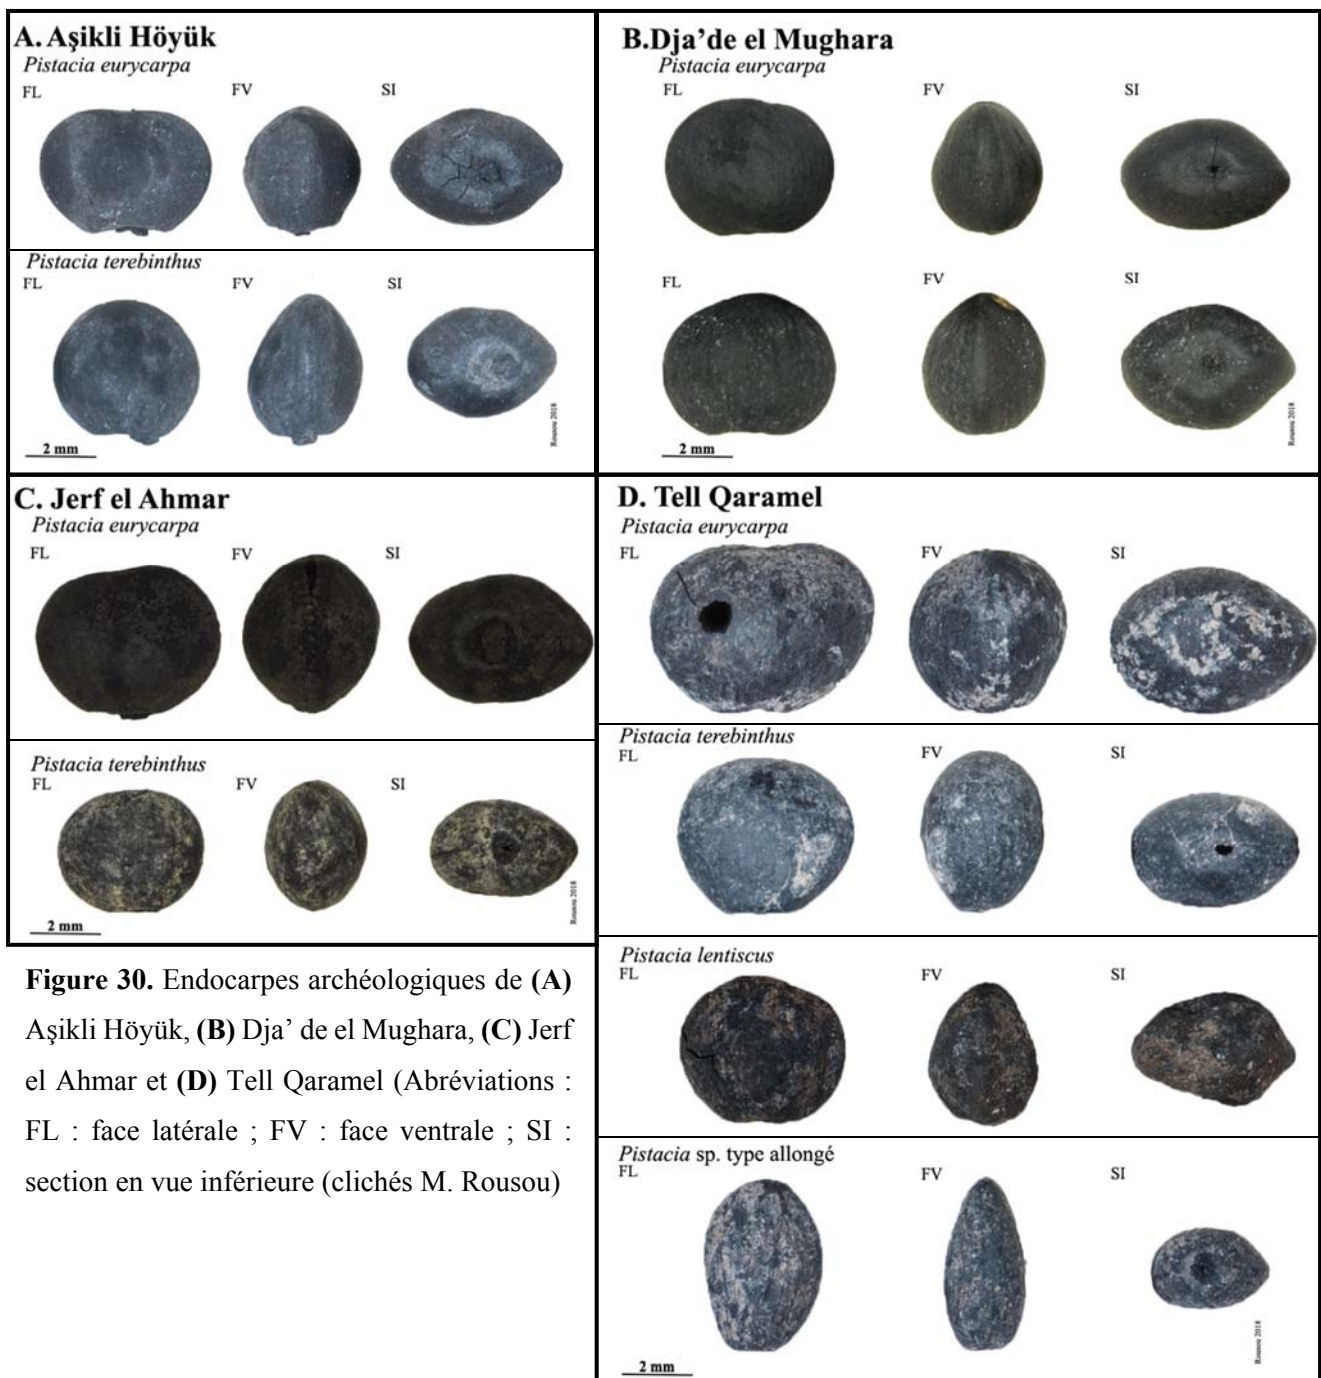 A. Aşikli Höyük
Pistacia eurycarpa
FL FV SI
Pistacia terebinthus
FL FV SI
2 mm
Rousou 2018
B.Dja’de el Mughara
Pistacia eurycarpa
FL FV SI
FL FV SI
2 mm
Rousou 2018
C. Jerf el Ahmar
Pistacia eurycarpa
FL FV SI
Pistacia terebinthus
FL FV SI
2 mm
Rousou 2018
D. Tell Qaramel
Pistacia eurycarpa
FL FV SI
Pistacia terebinthus
FL FV SI
Pistacia lentiscus
FL FV SI
Pistacia sp. type allongé
FL FV SI
2 mm
Rousou 2018
Figure 30. Endocarpes archéologiques de (A)
Aşikli Höyük, (B) Dja’ de el Mughara, (C) Jerf
el Ahmar et (D) Tell Qaramel (Abréviations :
FL : face latérale ; FV : face ventrale ; SI :
section en vue inférieure (clichés M. Rousou)